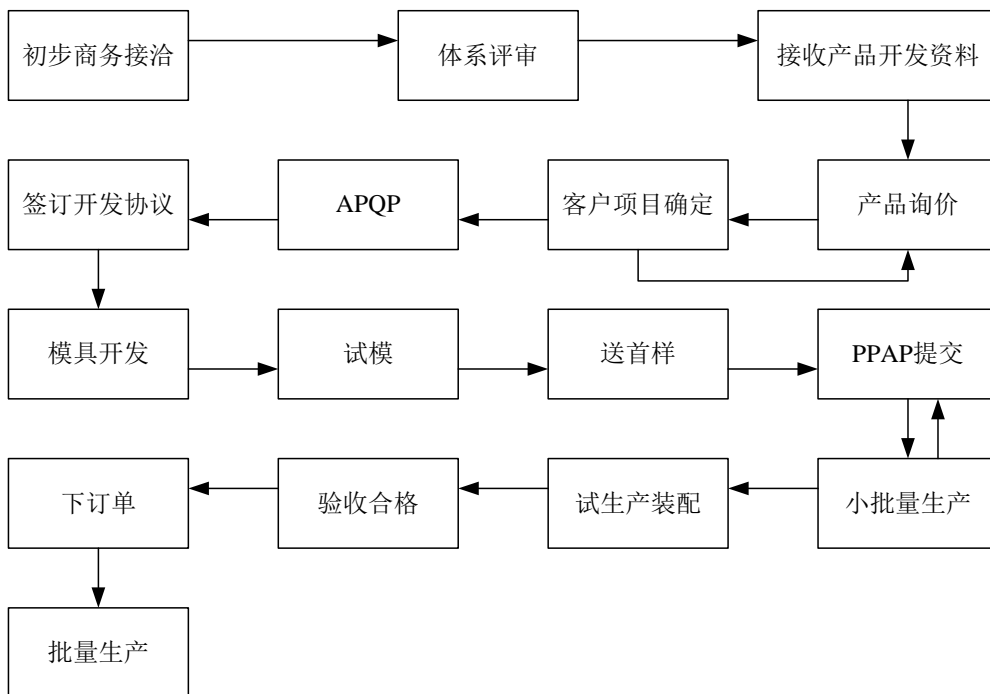 初步商务接洽
体系评审
接收产品开发资料
签订开发协议
APQP
客户项目确定
产品询价
模具开发
试模
送首样
PPAP提交
下订单
验收合格
试生产装配
小批量生产
批量生产